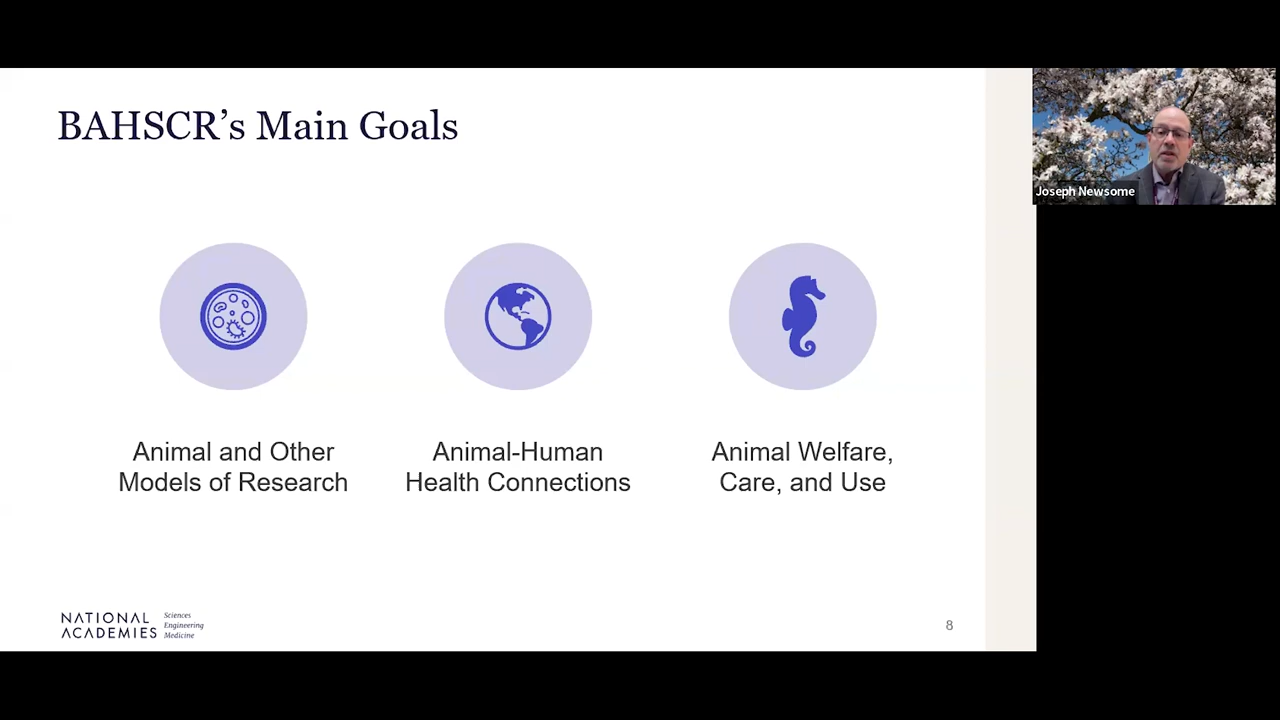 BAHSCR’s Main Goals
Joseph Newsome
Animal and Other
Models of Research
Animal-Human
Health Connections
Animal Welfare,
Care, and Use
NATIONAL
ACADEMIES
Sciences
Engineering
Medicine
8